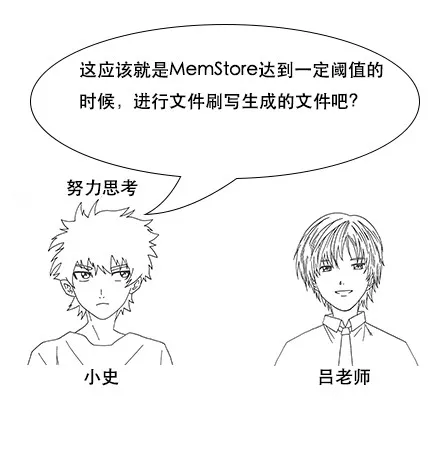 这应该就是MemStore达到一定阈值的
时候，进行文件刷写生成的文件吧？
努力思考
小史
吕老师